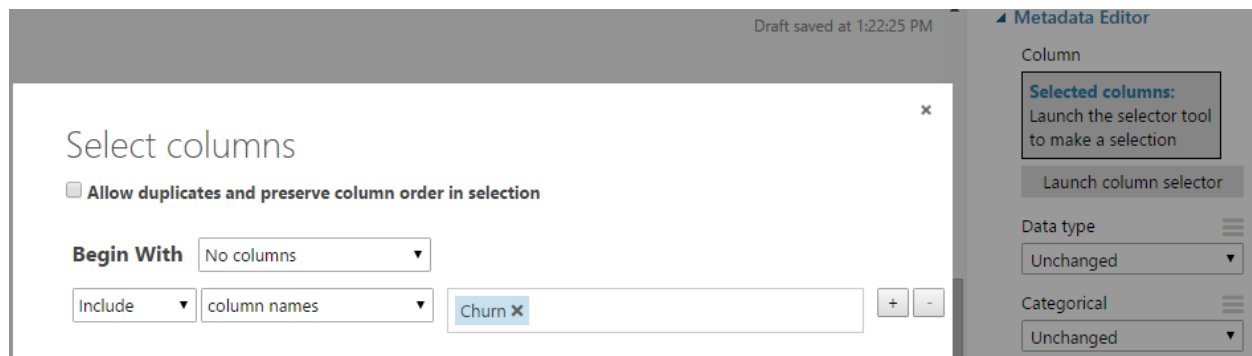 Draft saved at 1:22:25 PM
Select columns
Allow duplicates and preserve column order in selection
Begin With No columns
Include column names Churn
+ -
Metadata Editor
Column
Selected columns:
Launch the selector tool
to make a selection
Launch column selector
Data type
Unchanged
Categorical
Unchanged